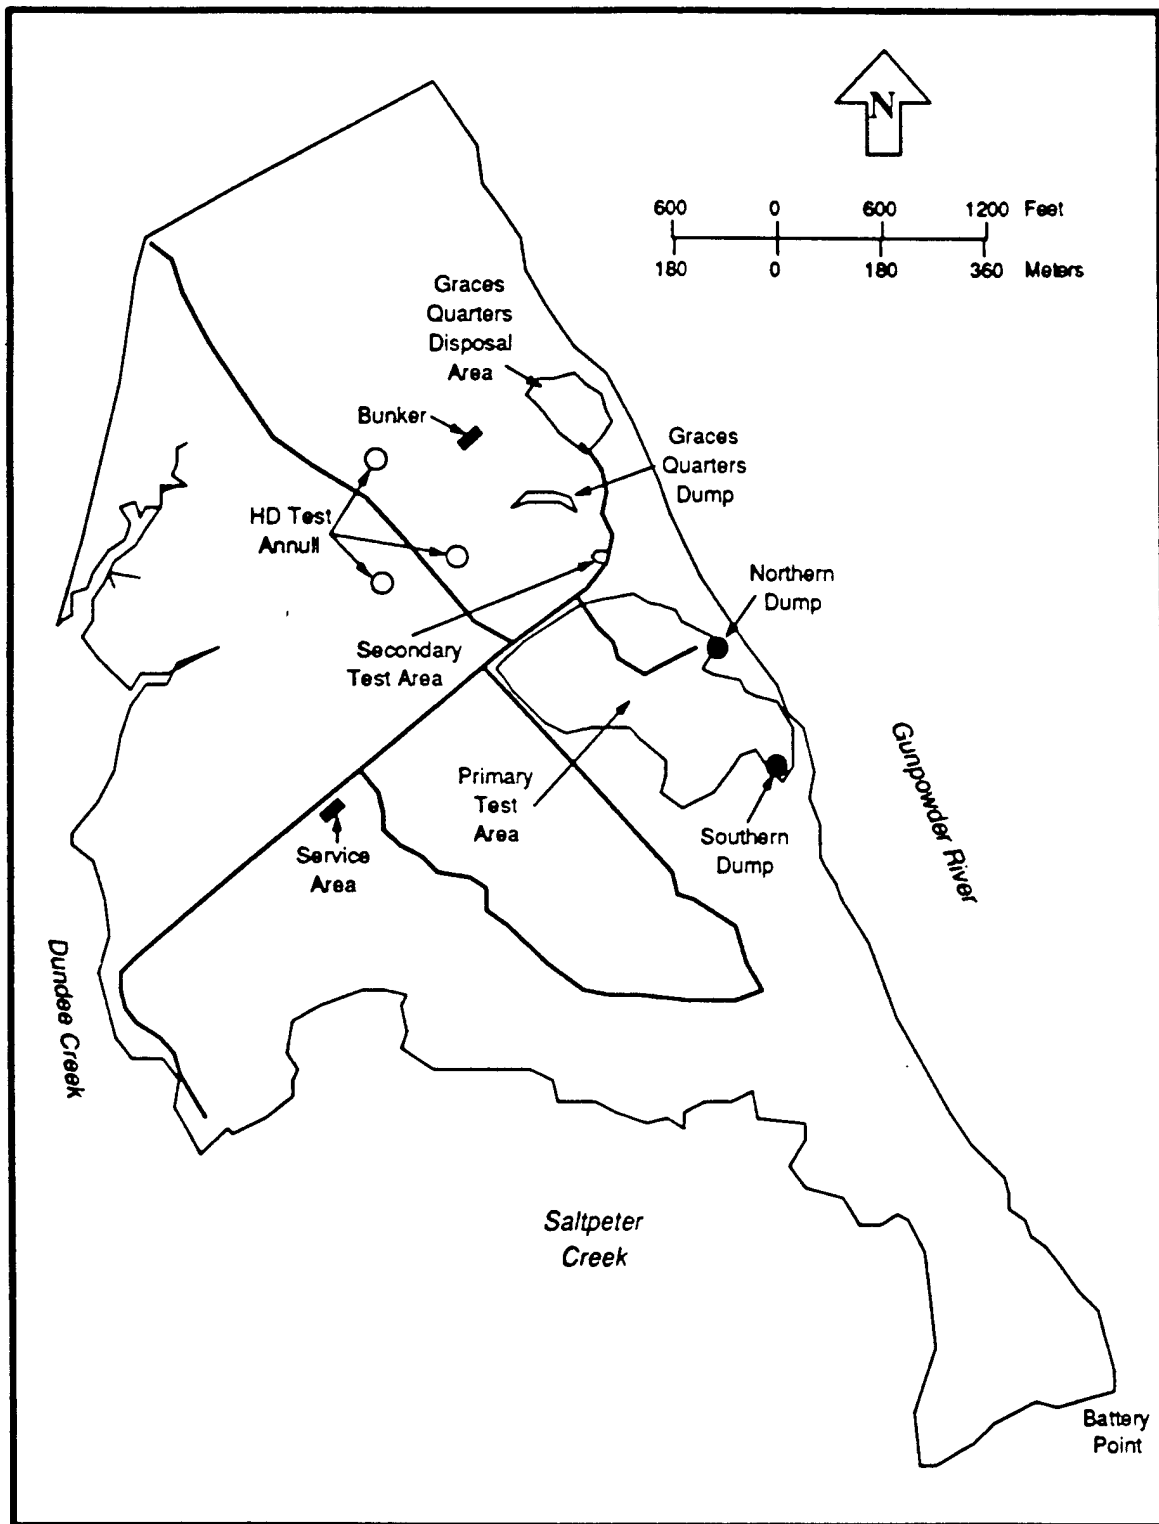 N
600 0 600 1200 Feet
180 0 180 360 Meters
Graces
Quarters
Disposal
Area
Bunker
Graces
Quarters
Dump
HD Test
Annuli
Northern
Dump
Secondary
Test Area
Gunpowder River
Primary
Test
Area
Southern
Dump
Service
Area
Dundee Creek
Saltpeter
Creek
Battery
Point